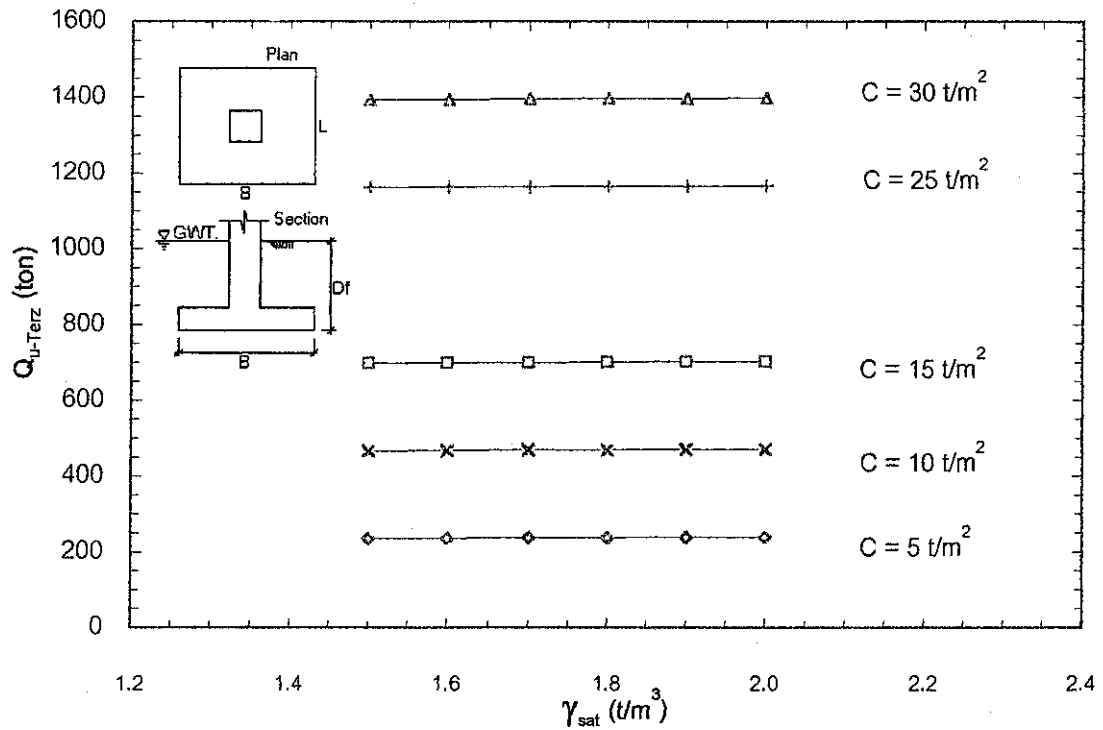 1600
1400
1200
1000
800
600
400
200
0
Q_u-Terz (ton)
Plan
L
B
Section
GWT.
Df
B
C = 30 t/m²
C = 25 t/m²
C = 15 t/m²
C = 10 t/m²
C = 5 t/m²
1.2 1.4 1.6 1.8 2.0 2.2 2.4
γ_sat (t/m³)